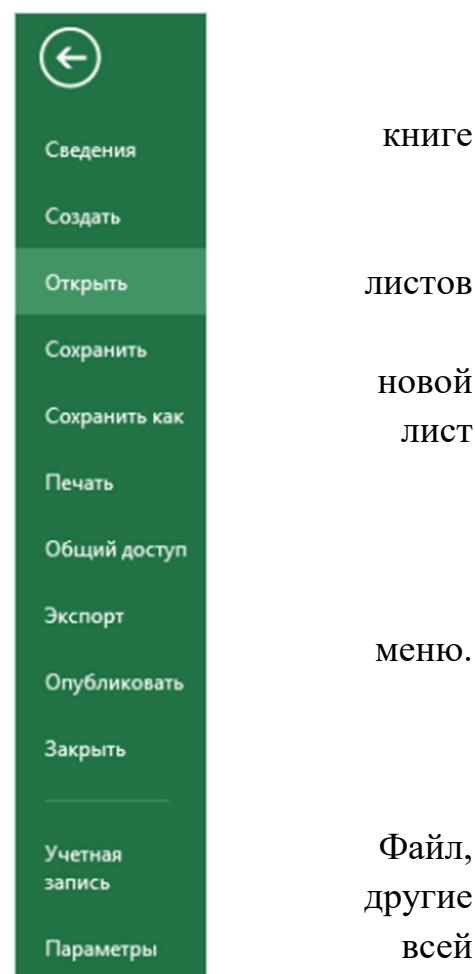 Сведения
Создать
Открыть
Сохранить
Сохранить как
Печать
Общий доступ
Экспорт
Опубликовать
Закрыть
Учетная
запись
Параметры
книге
листов
новой
лист
меню.
Файл,
другие
всей